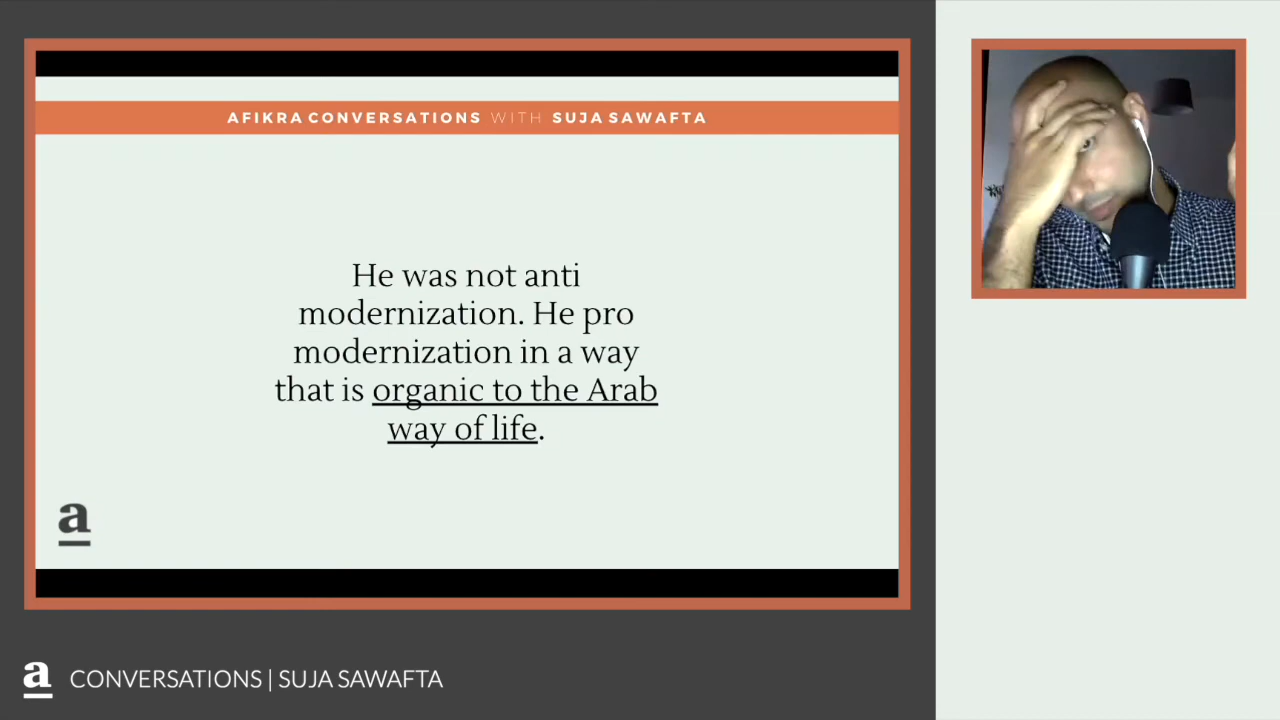 AFIKRA CONVERSATIONS WITH SUJA SAWAFTA
He was not anti
modernization. He pro
modernization in a way
that is organic to the Arab
way of life.
a
a CONVERSATIONS | SUJA SAWAFTA